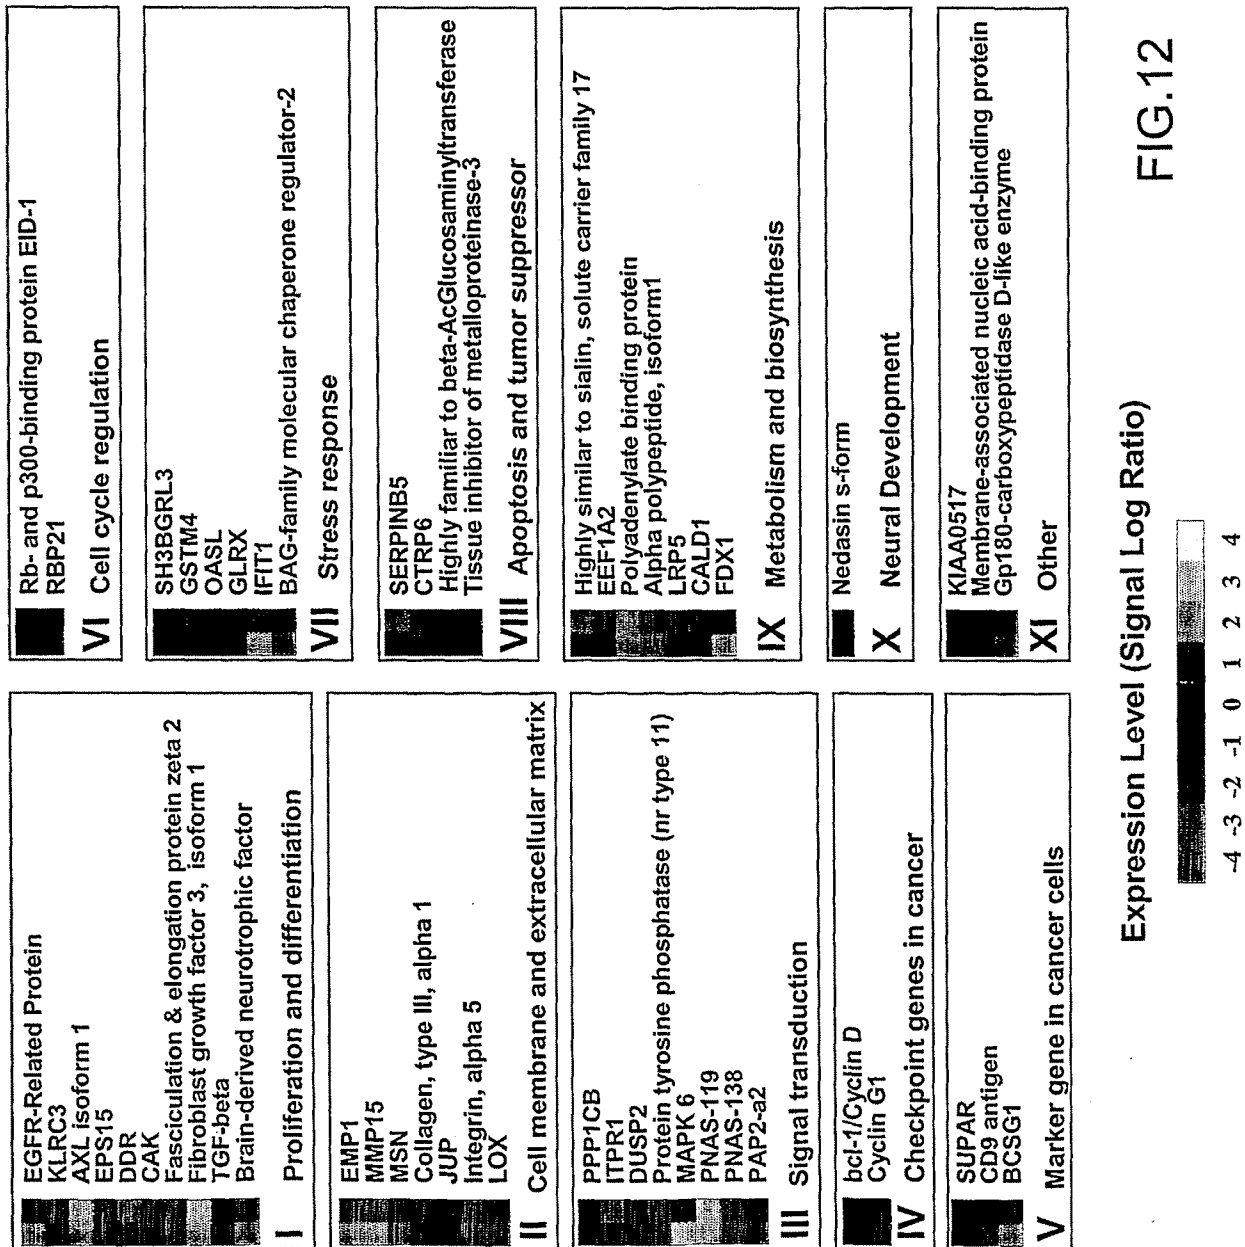 EGFR-Related Protein
KLRC3
AXL isoform 1
EPS15
DDR
CAK
Fasciculation & elongation protein zeta 2
Fibroblast growth factor 3, isoform 1
TGF-beta
Brain-derived neurotrophic factor
I Proliferation and differentiation
EMP1
MMP15
MSN
Collagen, type III, alpha 1
JUP
Integrin, alpha 5
LOX
II Cell membrane and extracellular matrix
PPP1CB
ITPR1
DUSP2
Protein tyrosine phosphatase (nr type 11)
MAPK 6
PNAS-119
PNAS-138
PAP2-a2
III Signal transduction
bcl-1/Cyclin D
Cyclin G1
IV Checkpoint genes in cancer
SUPAR
CD9 antigen
BCSG1
V Marker gene in cancer cells
Rb- and p300-binding protein EID-1
RBP21
VI Cell cycle regulation
SH3BGRL3
GSTM4
OASL
GLRX
IFIT1
BAG-family molecular chaperone regulator-2
VII Stress response
SERPINB5
CTRP6
Highly familiar to beta-AcGlucosaminyltransferase
Tissue inhibitor of metalloproteinase-3
VIII Apoptosis and tumor suppressor
Highly similar to sialin, solute carrier family 17
EEF1A2
Polyadenylate binding protein
Alpha polypeptide, isoform1
LRP5
CALD1
FDX1
IX Metabolism and biosynthesis
Nedasin s-form
X Neural Development
KIAA0517
Membrane-associated nucleic acid-binding protein
Gp180-carboxypeptidase D-like enzyme
XI Other
Expression Level (Signal Log Ratio)
-4 -3 -2 -1 0 1 2 3 4
FIG.12